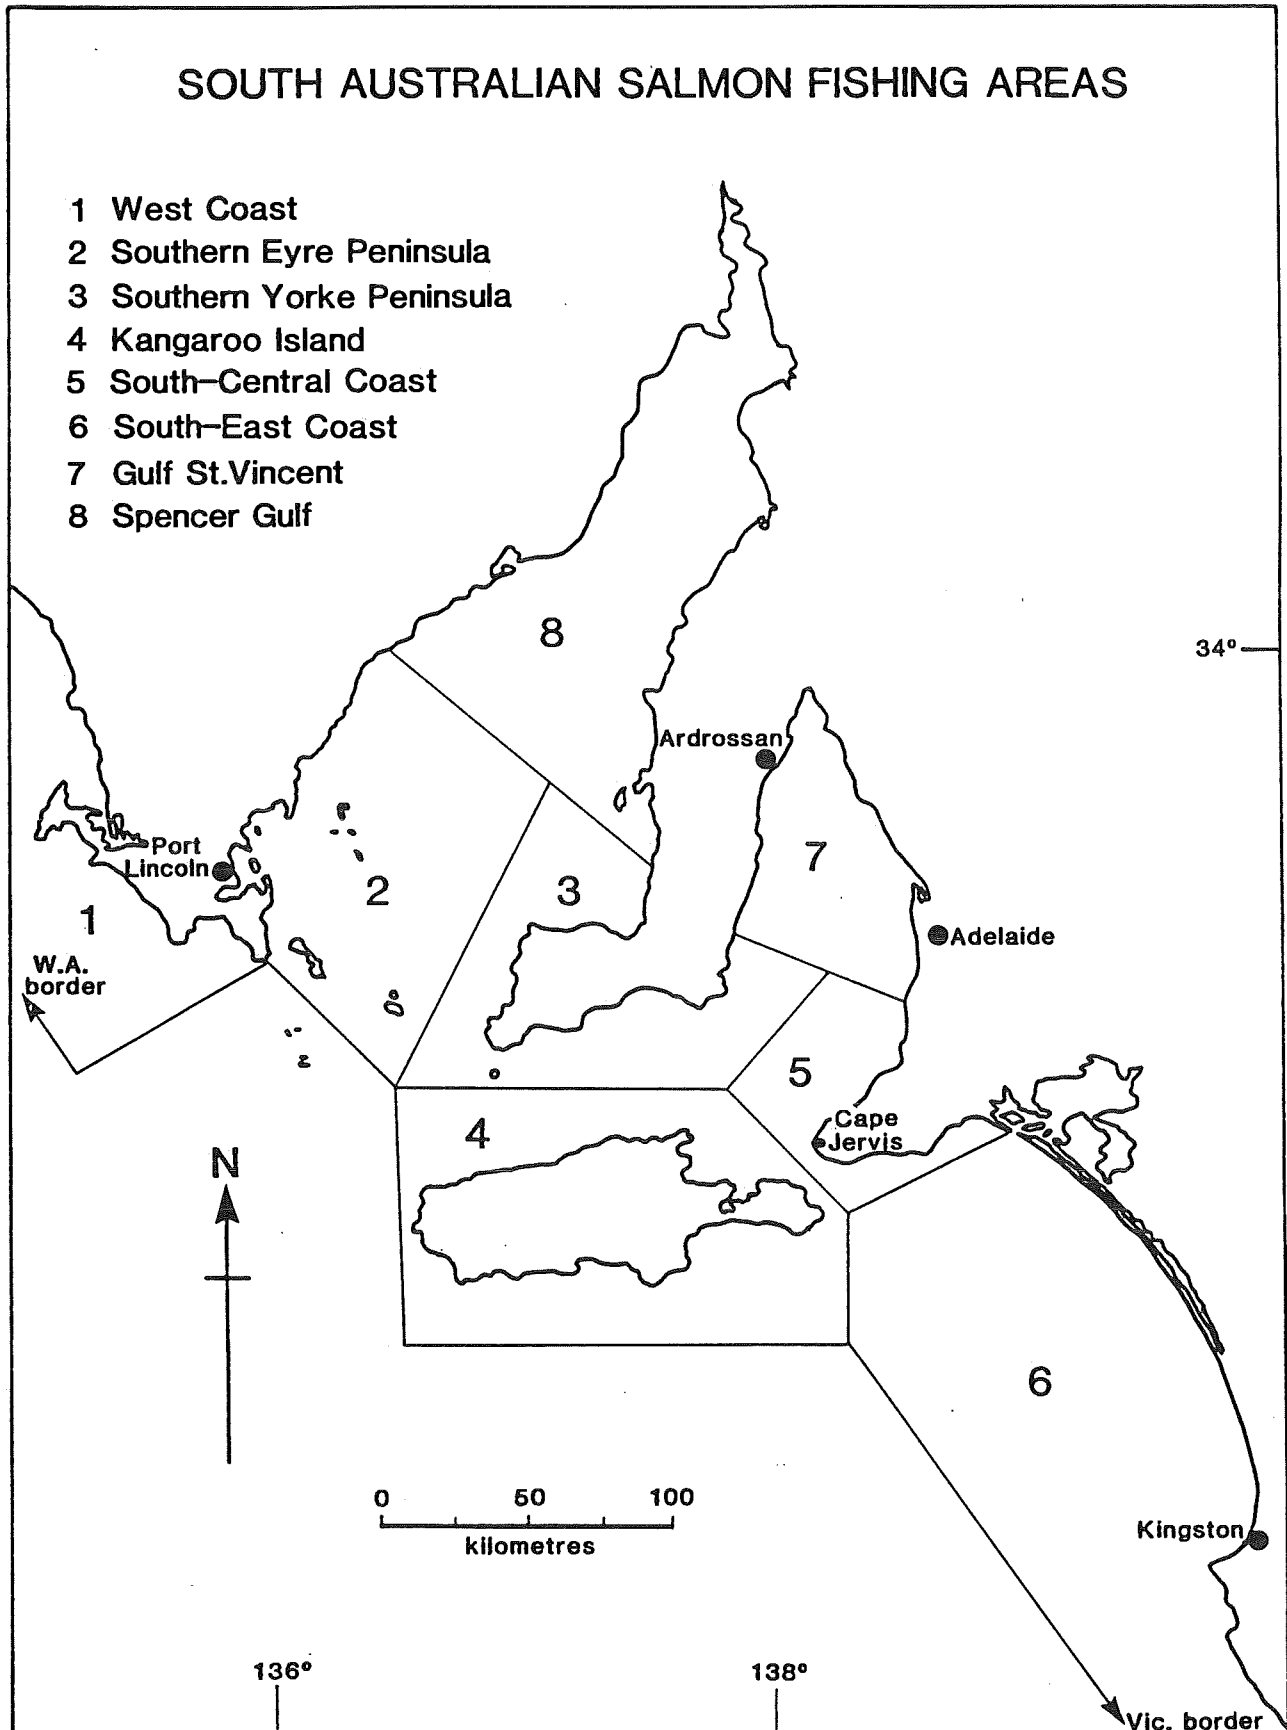 SOUTH AUSTRALIAN SALMON FISHING AREAS
1 West Coast
2 Southern Eyre Peninsula
3 Southern Yorke Peninsula
4 Kangaroo Island
5 South-Central Coast
6 South-East Coast
7 Gulf St.Vincent
8 Spencer Gulf
8
34°
Ardrossan
Port
Lincoln
7
2
3
1
Adelaide
W.A.
border
5
4
Cape
Jervis
N
6
0 50 100
kilometres
Kingston
136° 138°
Vic. border